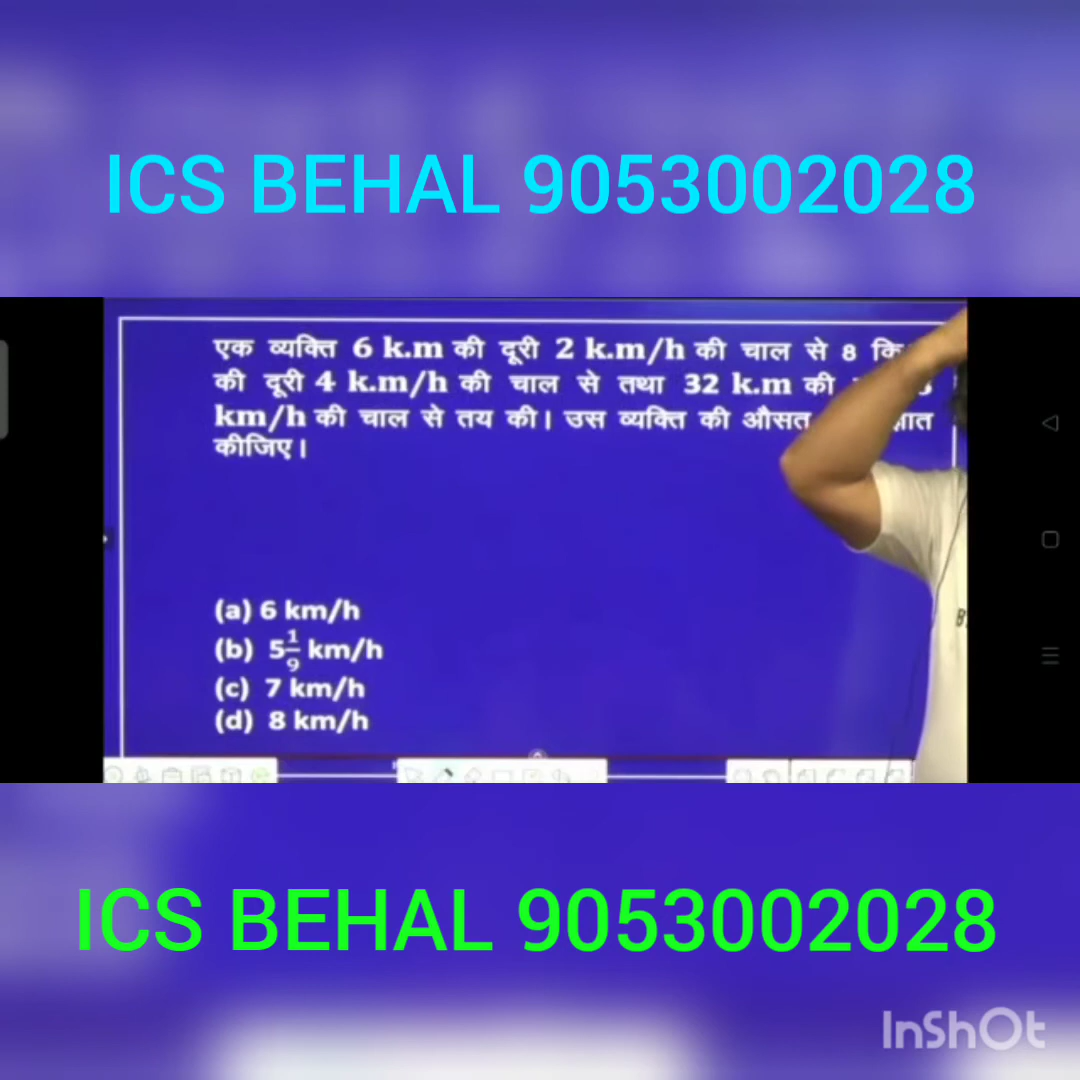 ICS BEHAL 9053002028
एक व्यक्ति 6 k.m की दूरी 2 k.m/h की चाल से 8
की दूरी 4 k.m/h की चाल से तथा 32 k.m की
km/h की चाल से तय की। उस व्यक्ति की औसत
कीजिए।
(a) 6 km/h
(b) 5 1/9 km/h
(c) 7 km/h
(d) 8 km/h
ICS BEHAL 9053002028
InShOt